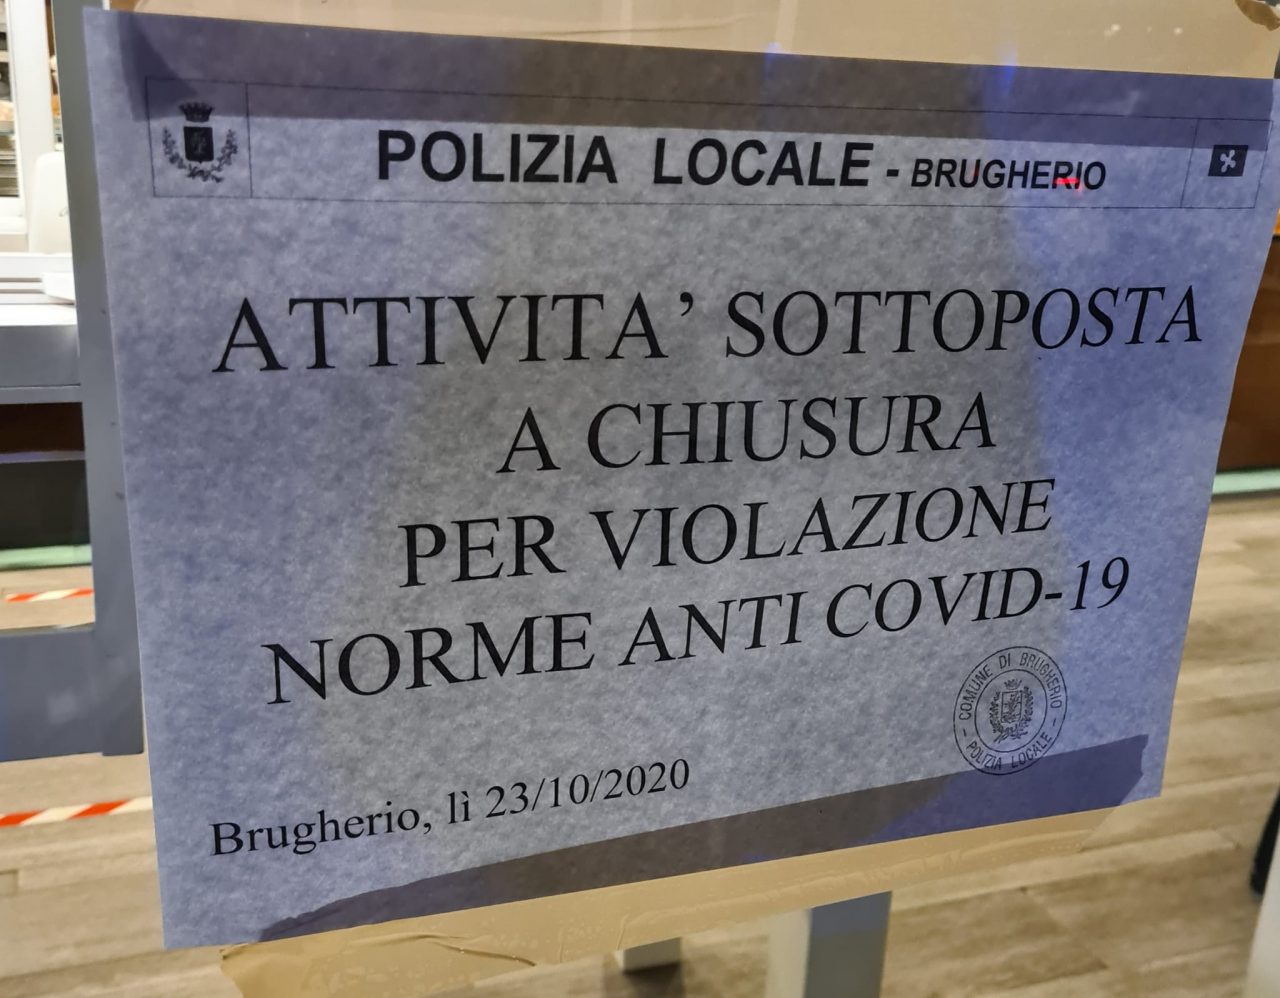 POLIZIA LOCALE - BRUGHERIO
ATTIVITA’ SOTTOPOSTA
A CHIUSURA
PER VIOLAZIONE
NORME ANTI COVID-19
COMUNE DI BRUGHERIO
- POLIZIA LOCALE -
Brugherio, lì 23/10/2020